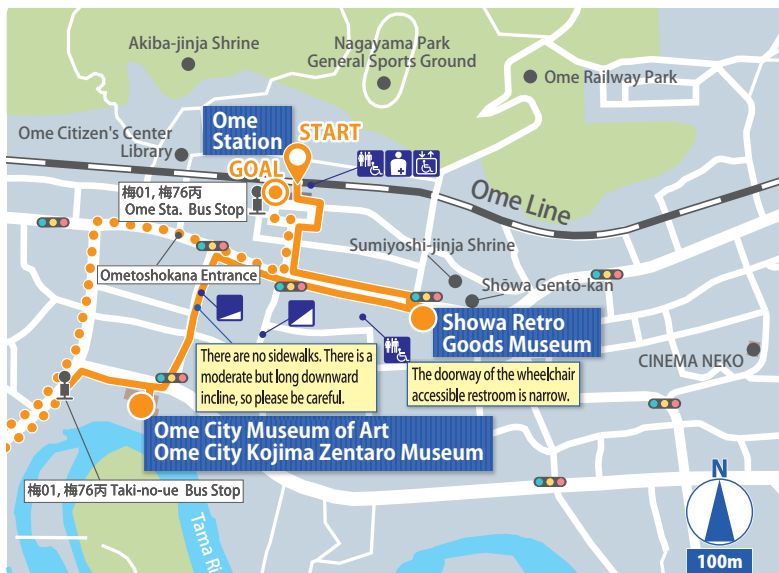 Akiba-jinja Shrine
Nagayama Park
General Sports Ground
Ome Railway Park
Ome
Station
START
Ome Citizen's Center
Library
GOAL
梅01, 梅76丙
Ome Sta. Bus Stop
Ome Line
Sumiyoshi-jinja Shrine
Ometoshokana Entrance
Shōwa Gentō-kan
Showa Retro
Goods Museum
There are no sidewalks. There is a
moderate but long downward
incline, so please be careful.
The doorway of the wheelchair
accessible restroom is narrow.
CINEMA NEKO
Ome City Museum of Art
Ome City Kojima Zentaro Museum
梅01, 梅76丙 Taki-no-ue Bus Stop
Tama Ri
N
100m